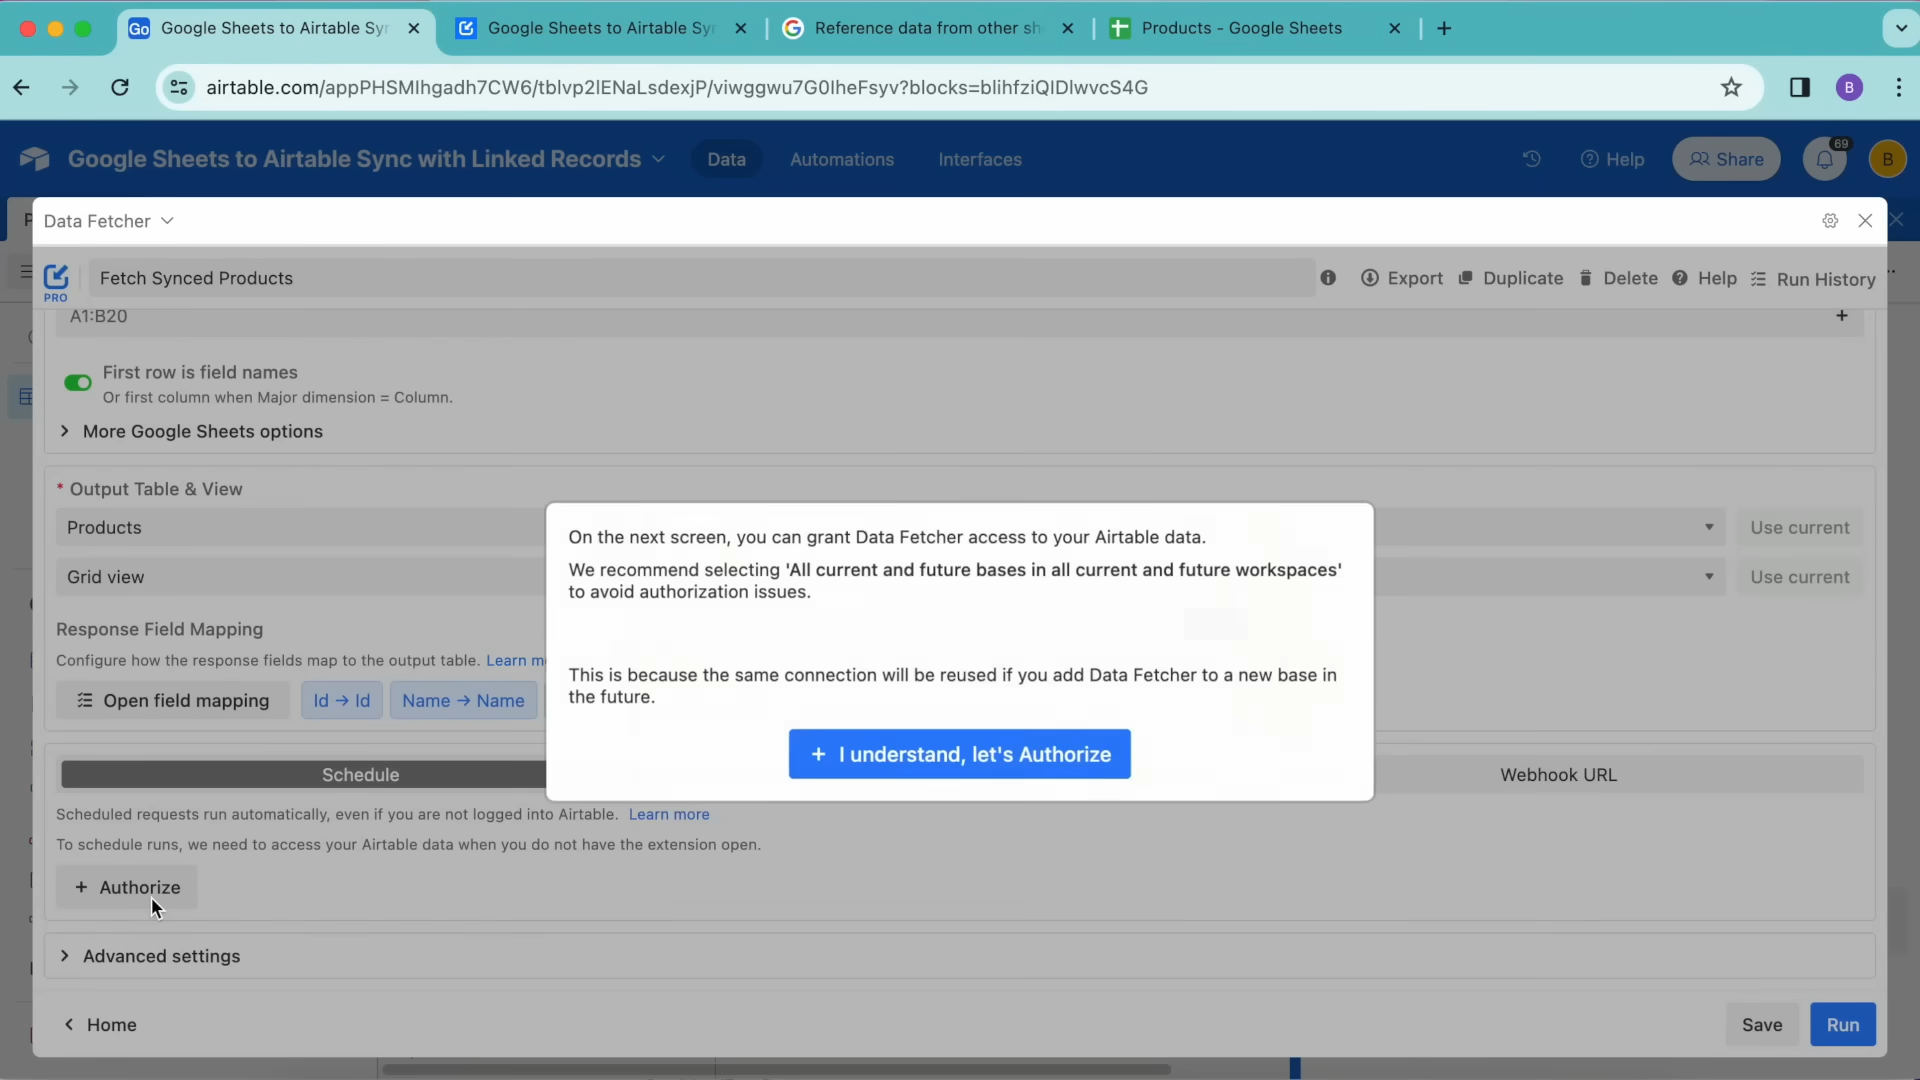 Google Sheets to Airtable Sy
Google Sheets to Airtable Sy
Reference data from other sh
Products - Google Sheets
airtable.com/appPHSMIhgadh7CW6/tblvp2lENaLsdexjP/viwggwu7G0lheFsyv?blocks=blihfziQIDlwvcS4G
B
Google Sheets to Airtable Sync with Linked Records
Data
Automations
Interfaces
Help
Share
69
B
Data Fetcher
PRO
Fetch Synced Products
Export
Duplicate
Delete
Help
Run History
A1:B20
First row is field names
Or first column when Major dimension = Column.
More Google Sheets options
* Output Table & View
Products
Use current
Grid view
Use current
Response Field Mapping
Configure how the response fields map to the output table. Learn m
Open field mapping
Id → Id
Name → Name
On the next screen, you can grant Data Fetcher access to your Airtable data.
We recommend selecting 'All current and future bases in all current and future workspaces'
to avoid authorization issues.
This is because the same connection will be reused if you add Data Fetcher to a new base in
the future.
+ I understand, let's Authorize
Schedule
Webhook URL
Scheduled requests run automatically, even if you are not logged into Airtable. Learn more
To schedule runs, we need to access your Airtable data when you do not have the extension open.
+ Authorize
Advanced settings
Home
Save
Run